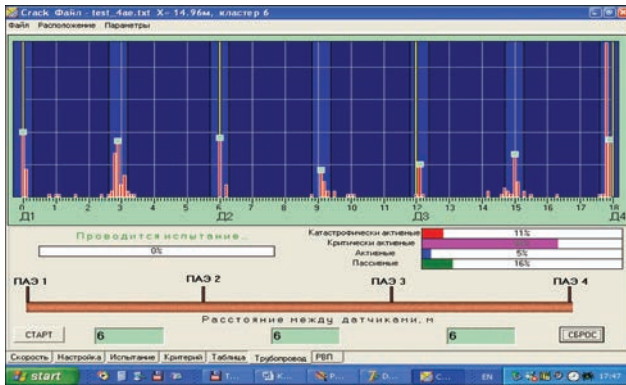 Crack Файл - test_4ae.txt X- 14.96м, кластер 6
Файл Расположение Параметры
0 1 2 3 4 5 6 7 8 9 10 11 12 13 14 15 16 17 18
Д1 Д2 Д3 Д4
Проводится испытание...
0%
Катастрофически активные 11%
Критически активные
Активные 5%
Пассивные 16%
ПАЭ 1 ПАЭ 2 ПАЭ 3 ПАЭ 4
Расстояние между датчиками, м
СТАРТ 6 6 6 СБРОС
Скорость Настройка Испытание Критерий Таблица Трубопровод РВП
start T... K... P... D... C... EN 17:47